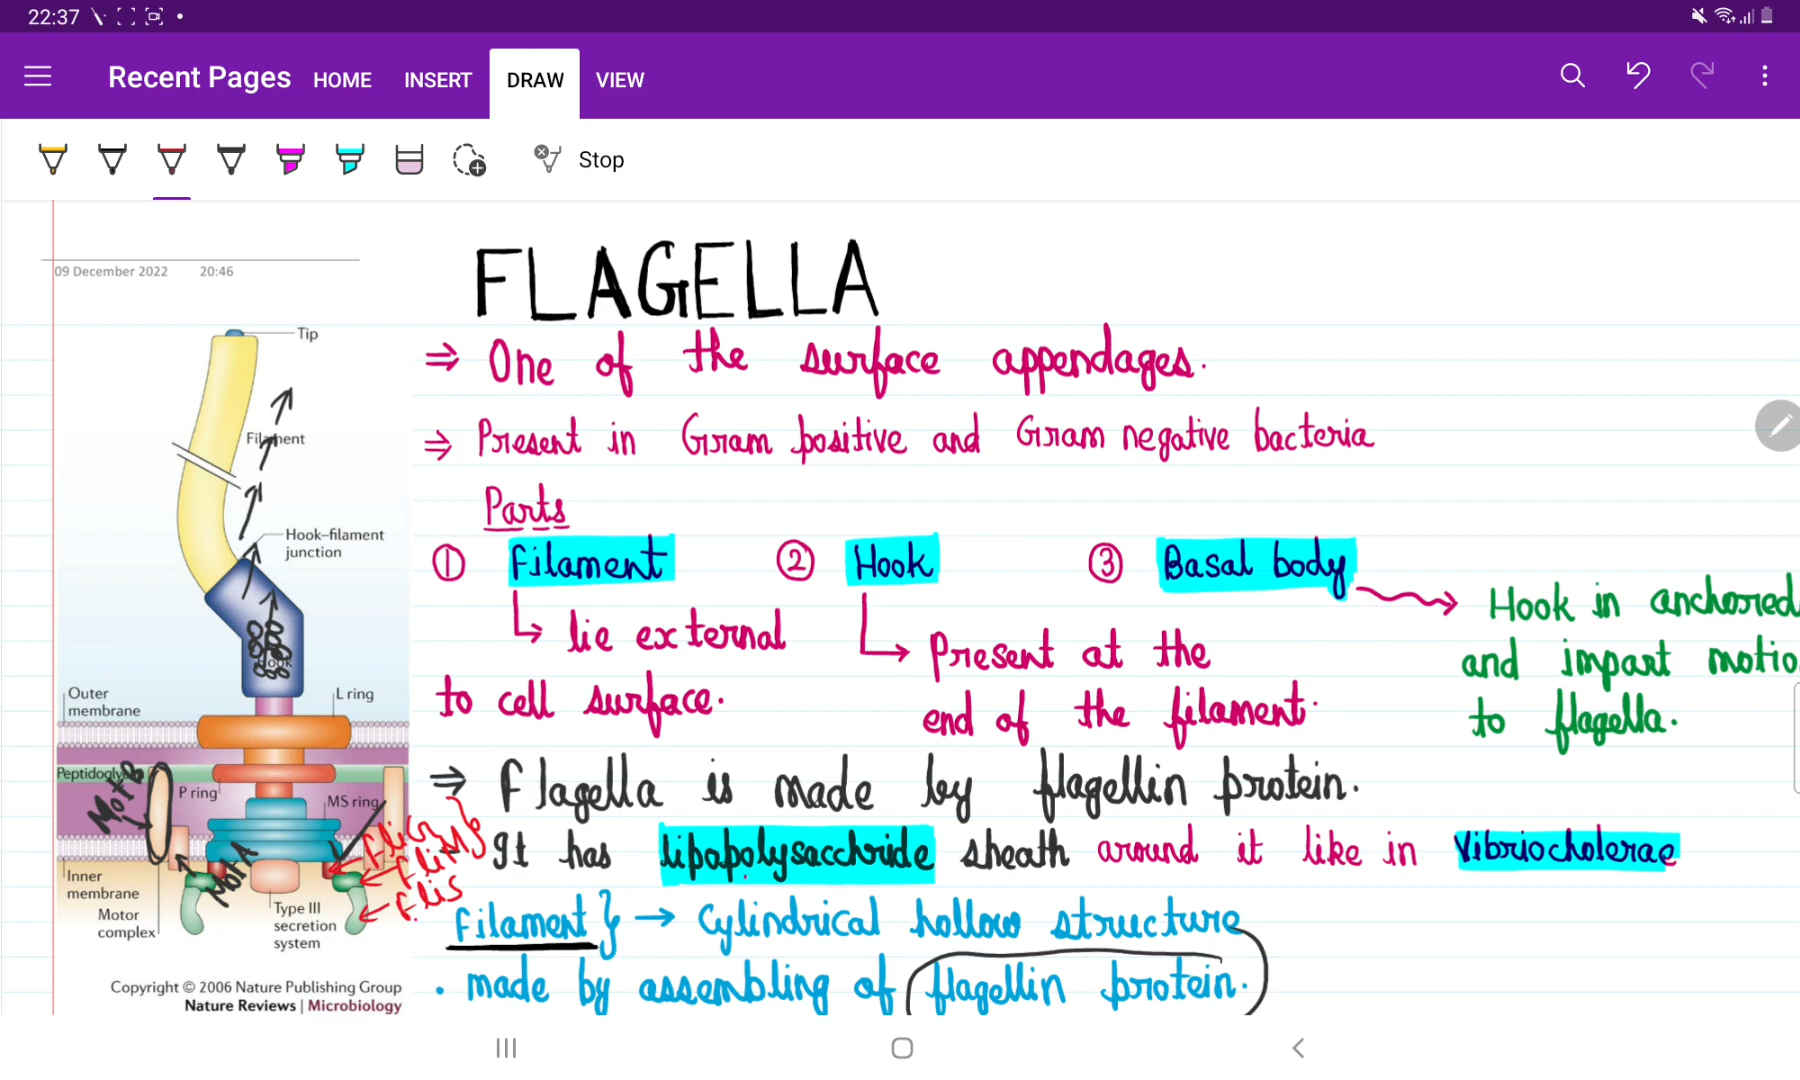 22:37
Recent Pages HOME INSERT DRAW VIEW
Stop
09 December 2022 20:46
FLAGELLA
⇒ One of the surface appendages.
⇒ Present in Gram positive and Gram negative bacteria
Parts
① Filament ② Hook ③ Basal body
lie external
to cell surface.
Present at the
end of the filament.
Hook in anchored
and impart motio
to flagella.
⇒ Flagella is made by flagellin protein.
It has lipopolysacchride sheath around it like in Vibriocholerae
Filament} → Cylindrical hollow structure
• made by assembling of flagellin protein.
Tip
Filament
Hook–filament
junction
Hook
Outer
membrane
L ring
Peptidogly
P ring
MS ring
MotB
MotA
FliG
FliM
Inner
membrane
Motor
complex
Type III
secretion
system
Copyright © 2006 Nature Publishing Group
Nature Reviews | Microbiology